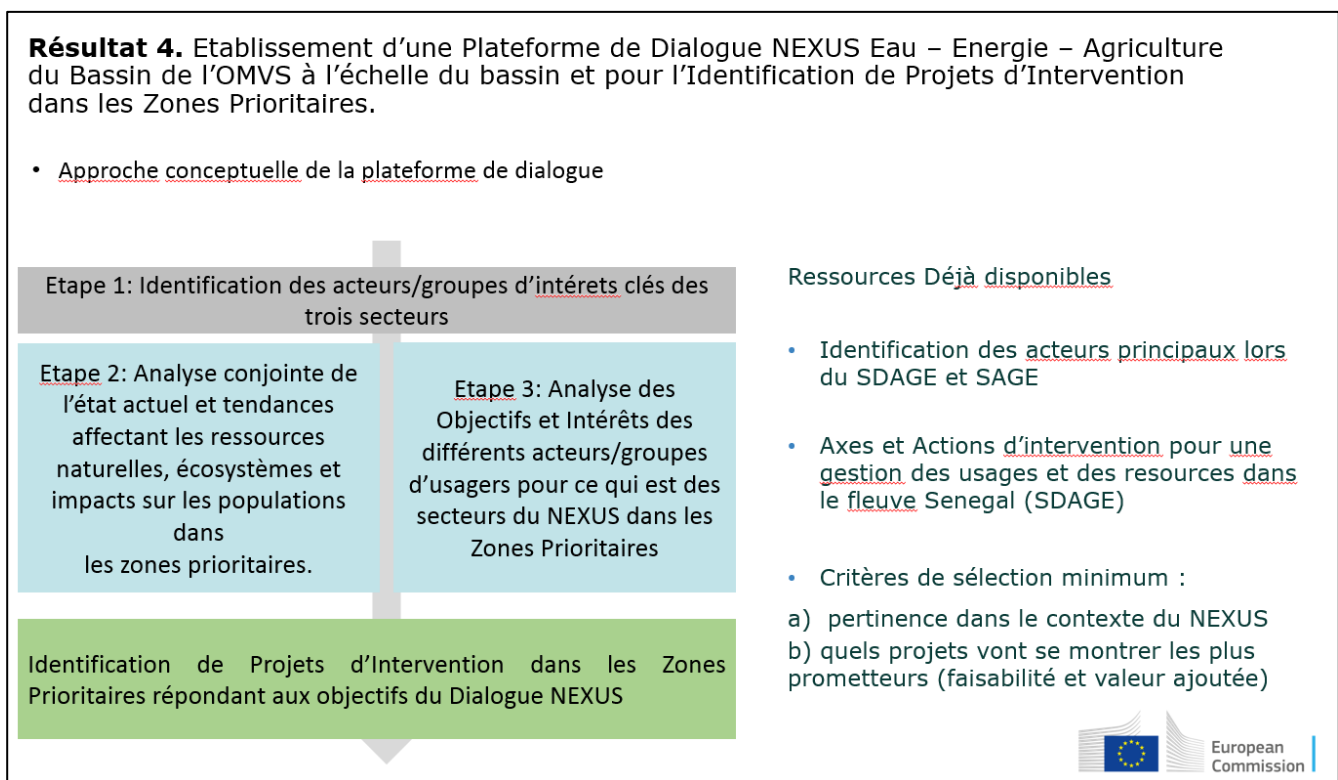 Résultat 4. Etablissement d’une Plateforme de Dialogue NEXUS Eau – Energie – Agriculture
du Bassin de l’OMVS à l’échelle du bassin et pour l’Identification de Projets d’Intervention
dans les Zones Prioritaires.
• Approche conceptuelle de la plateforme de dialogue
Etape 1: Identification des acteurs/groupes d’intérets clés des
trois secteurs
Etape 2: Analyse conjointe de
l’état actuel et tendances
affectant les ressources
naturelles, écosystèmes et
impacts sur les populations
dans
les zones prioritaires.
Etape 3: Analyse des
Objectifs et Intérêts des
différents acteurs/groupes
d’usagers pour ce qui est des
secteurs du NEXUS dans les
Zones Prioritaires
Identification de Projets d’Intervention dans les Zones
Prioritaires répondant aux objectifs du Dialogue NEXUS
Ressources Déjà disponibles
• Identification des acteurs principaux lors
du SDAGE et SAGE
• Axes et Actions d’intervention pour une
gestion des usages et des resources dans
le fleuve Senegal (SDAGE)
• Critères de sélection minimum :
a) pertinence dans le contexte du NEXUS
b) quels projets vont se montrer les plus
prometteurs (faisabilité et valeur ajoutée)
European
Commission